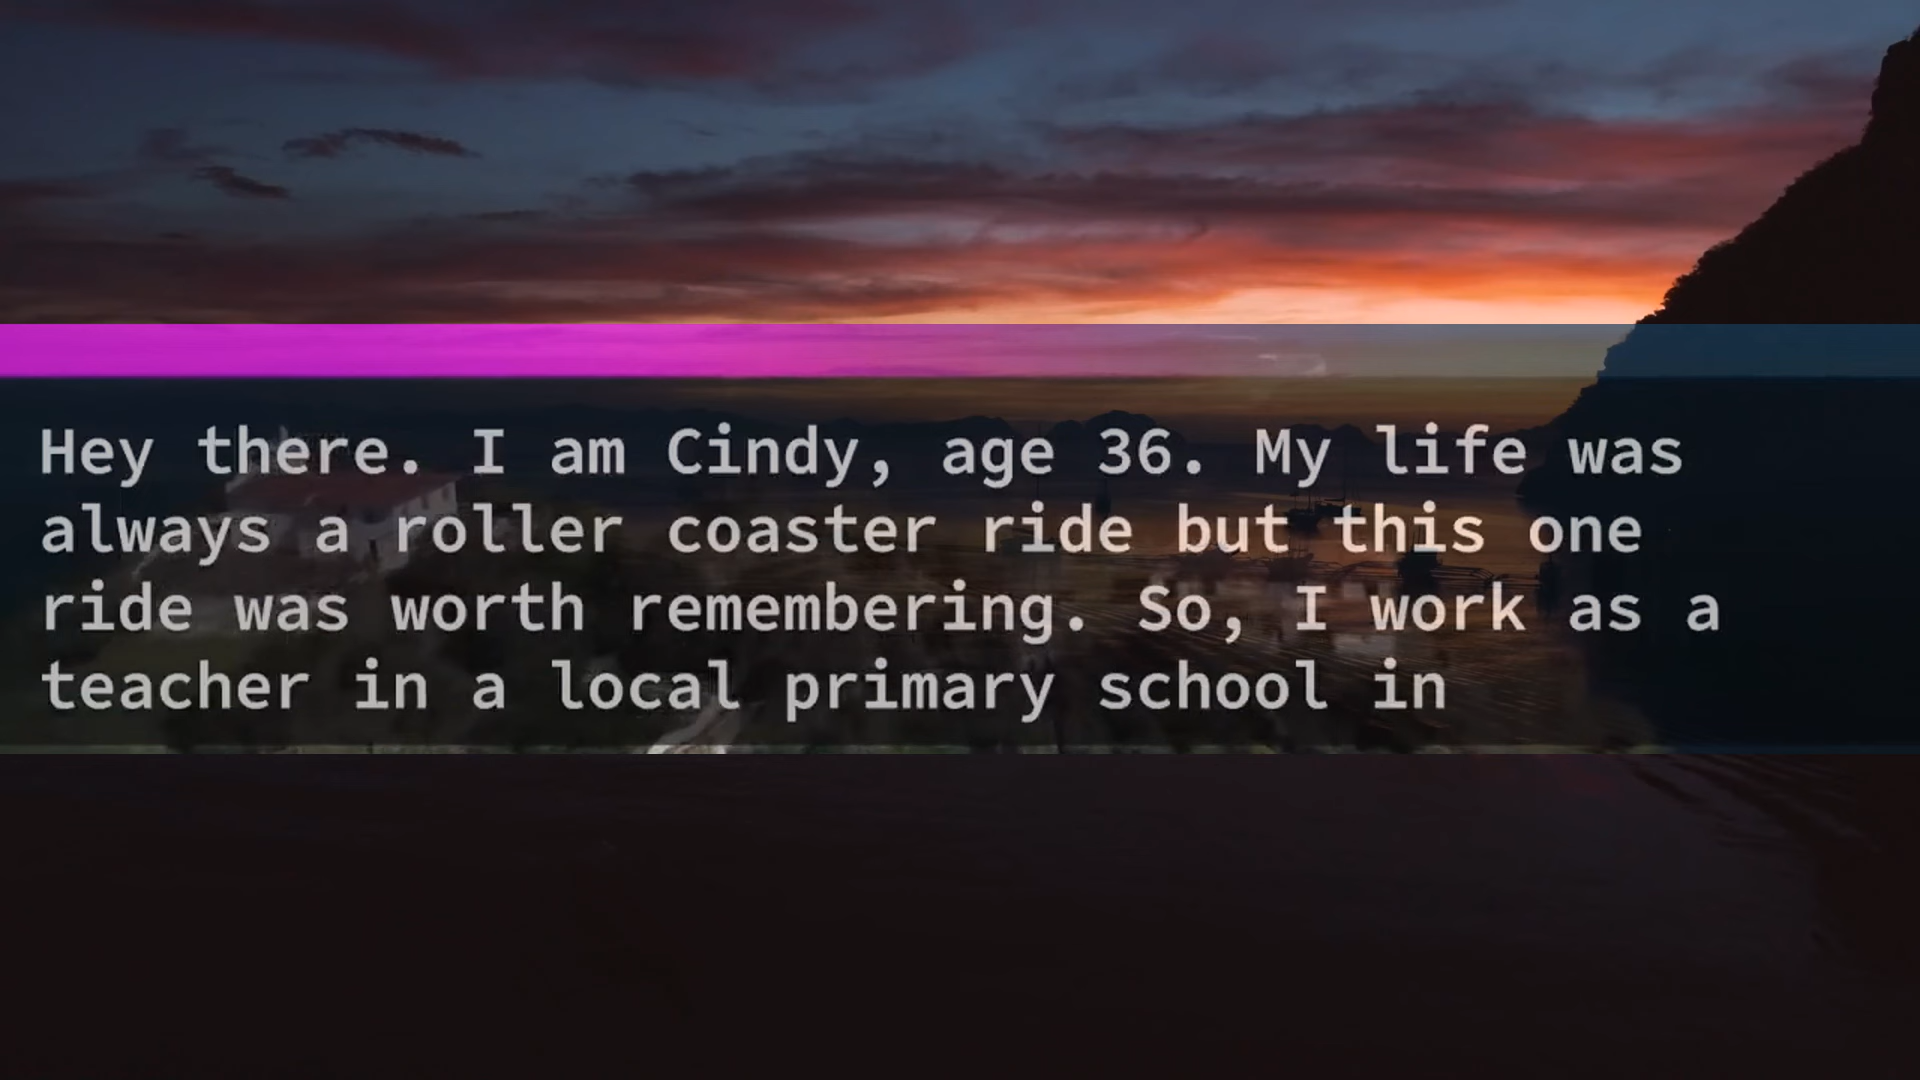 Hey there. I am Cindy, age 36. My life was
always a roller coaster ride but this one
ride was worth remembering. So, I work as a
teacher in a local primary school in